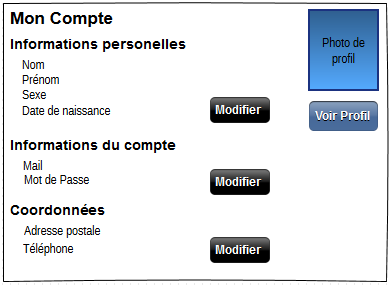 Mon Compte
Photo de
profil
Informations personelles
Nom
Prénom
Sexe
Date de naissance
Modifier
Voir Profil
Informations du compte
Mail
Mot de Passe
Modifier
Coordonnées
Adresse postale
Téléphone
Modifier